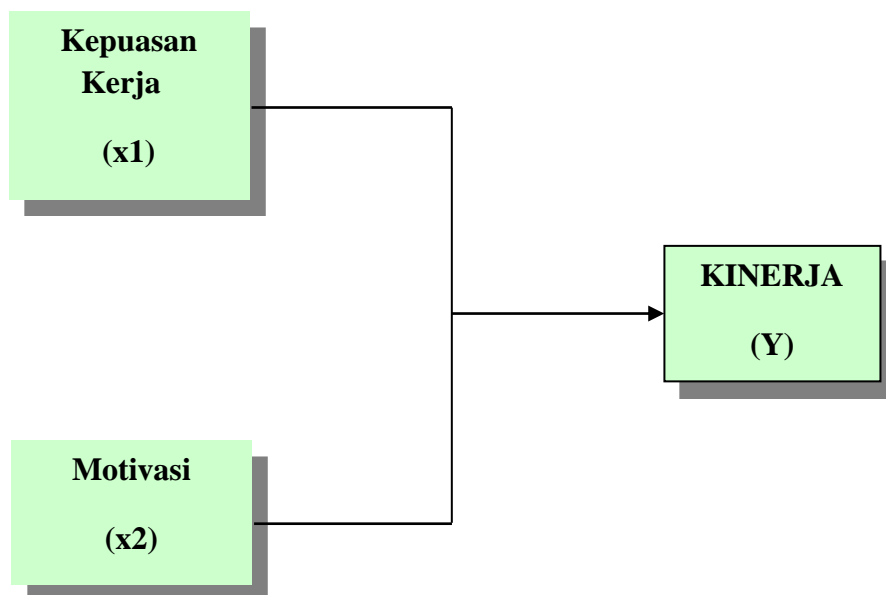 Kepuasan
Kerja
(x1)
KINERJA
(Y)
Motivasi
(x2)